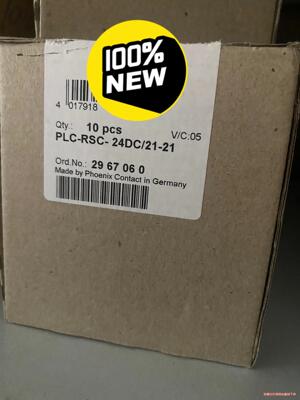 100%
NEW
4 017918
Qty.: 10 pcs
V/C:05
PLC-RSC- 24DC/21-21
Ord.No.: 29 67 06 0
Made by Phoenix Contact in Germany